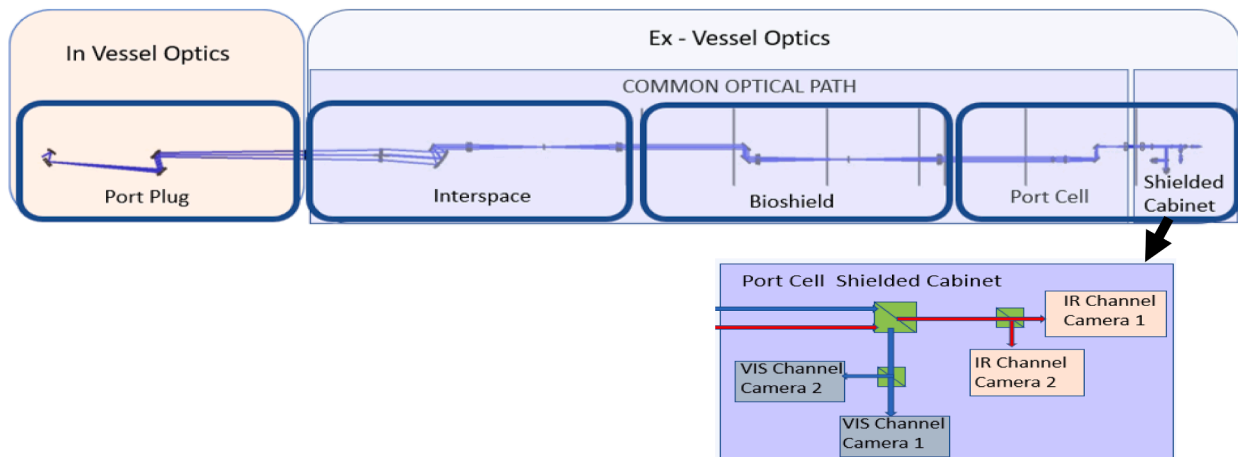 In Vessel Optics
Ex - Vessel Optics
COMMON OPTICAL PATH
Port Plug
Interspace
Bioshield
Port Cell
Shielded
Cabinet
Port Cell  Shielded Cabinet
IR Channel
Camera 1
IR Channel
Camera 2
VIS Channel
Camera 2
VIS Channel
Camera 1